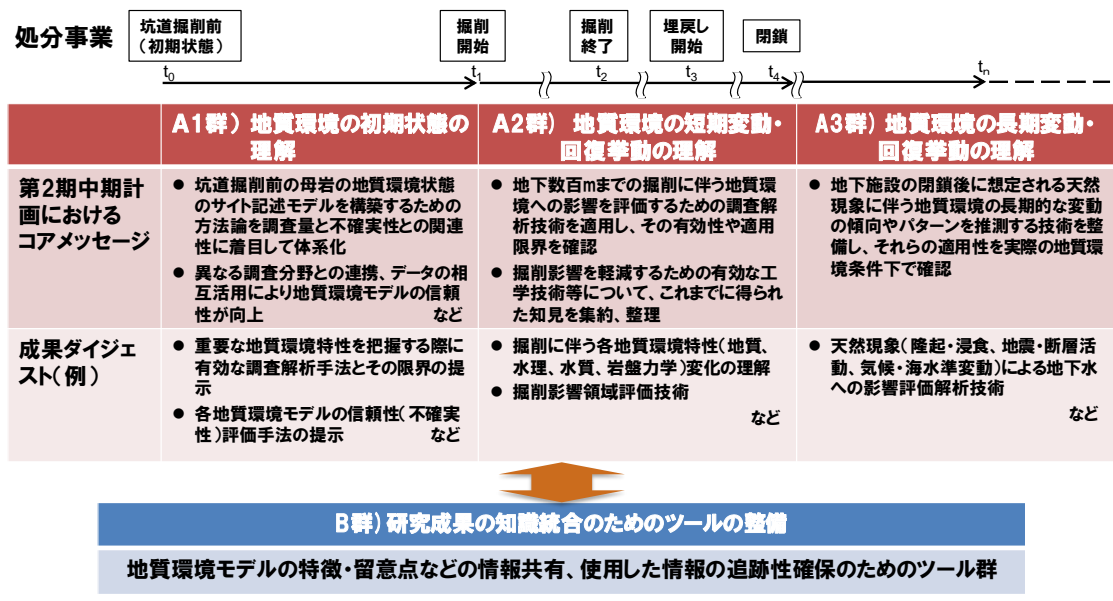 処分事業
坑道掘削前
(初期状態)
掘削
開始
掘削
終了
埋戻し
開始
閉鎖
t0
t1
t2
t3
t4
tn
A1群) 地質環境の初期状態の
理解
A2群) 地質環境の短期変動・
回復挙動の理解
A3群) 地質環境の長期変動・
回復挙動の理解
第2期中期計
画における
コアメッセージ
● 坑道掘削前の母岩の地質環境状態
のサイト記述モデルを構築するための
方法論を調査量と不確実性との関連
性に着目して体系化
● 異なる調査分野との連携、データの相
互活用により地質環境モデルの信頼
性が向上 など
● 地下数百mまでの掘削に伴う地質環
境への影響を評価するための調査解
析技術を適用し、その有効性や適用
限界を確認
● 掘削影響を軽減するための有効な工
学技術等について、これまでに得られ
た知見を集約、整理
● 地下施設の閉鎖後に想定される天然
現象に伴う地質環境の長期的な変動
の傾向やパターンを推測する技術を整
備し、それらの適用性を実際の地質環
境条件下で確認
成果ダイジェ
スト(例)
● 重要な地質環境特性を把握する際に
有効な調査解析手法とその限界の提
示
● 各地質環境モデルの信頼性(不確実
性)評価手法の提示 など
● 掘削に伴う各地質環境特性(地質、
水理、水質、岩盤力学)変化の理解
● 掘削影響領域評価技術
など
● 天然現象(隆起・浸食、地震・断層活
動、気候・海水準変動)による地下水
への影響評価解析技術
など
B群)研究成果の知識統合のためのツールの整備
地質環境モデルの特徴・留意点などの情報共有、使用した情報の追跡性確保のためのツール群